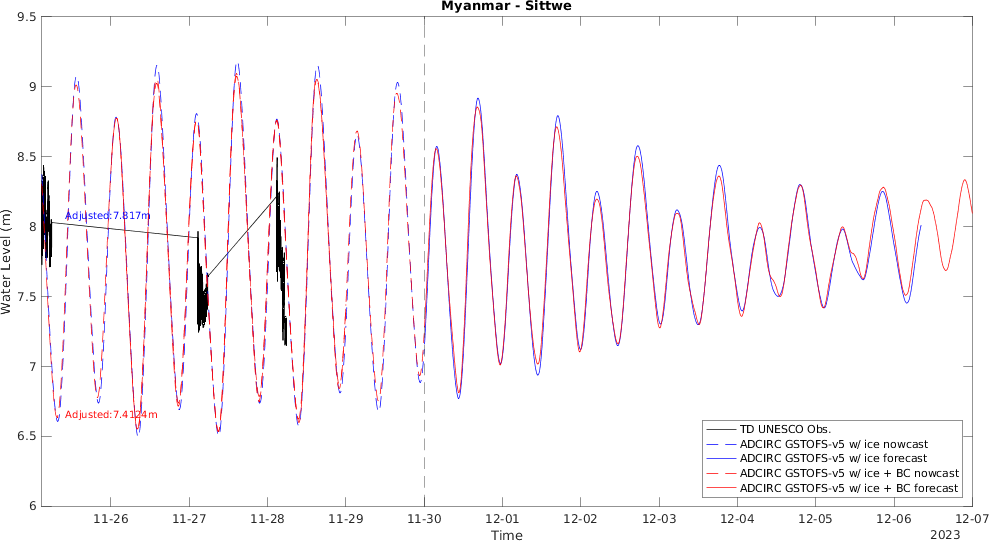 Myanmar - Sittwe
9.5
9
8.5
8
7.5
7
6.5
6
Water Level (m)
Adjusted:7.817m
Adjusted:7.4124m
TD UNESCO Obs.
ADCIRC GSTOFS-v5 w/ ice nowcast
ADCIRC GSTOFS-v5 w/ ice forecast
ADCIRC GSTOFS-v5 w/ ice + BC nowcast
ADCIRC GSTOFS-v5 w/ ice + BC forecast
11-26 11-27 11-28 11-29 11-30 12-01 12-02 12-03 12-04 12-05 12-06 12-07
Time
2023